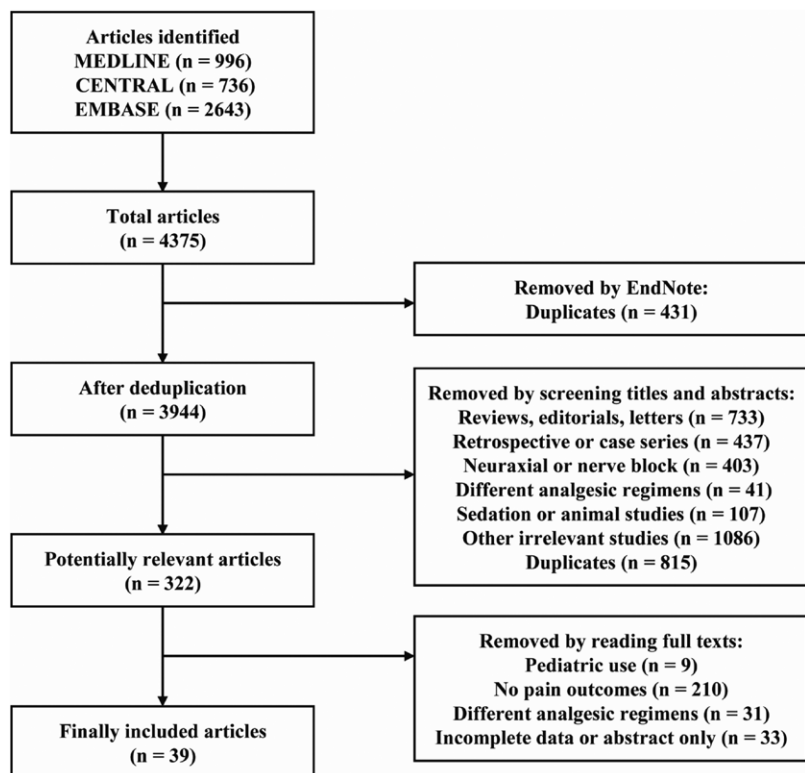 Articles identified
MEDLINE (n = 996)
CENTRAL (n = 736)
EMBASE (n = 2643)
Total articles
(n = 4375)
Removed by EndNote:
Duplicates (n = 431)
After deduplication
(n = 3944)
Removed by screening titles and abstracts:
Reviews, editorials, letters (n = 733)
Retrospective or case series (n = 437)
Neuraxial or nerve block (n = 403)
Different analgesic regimens (n = 41)
Sedation or animal studies (n = 107)
Other irrelevant studies (n = 1086)
Duplicates (n = 815)
Potentially relevant articles
(n = 322)
Removed by reading full texts:
Pediatric use (n = 9)
No pain outcomes (n = 210)
Different analgesic regimens (n = 31)
Incomplete data or abstract only (n = 33)
Finally included articles
(n = 39)